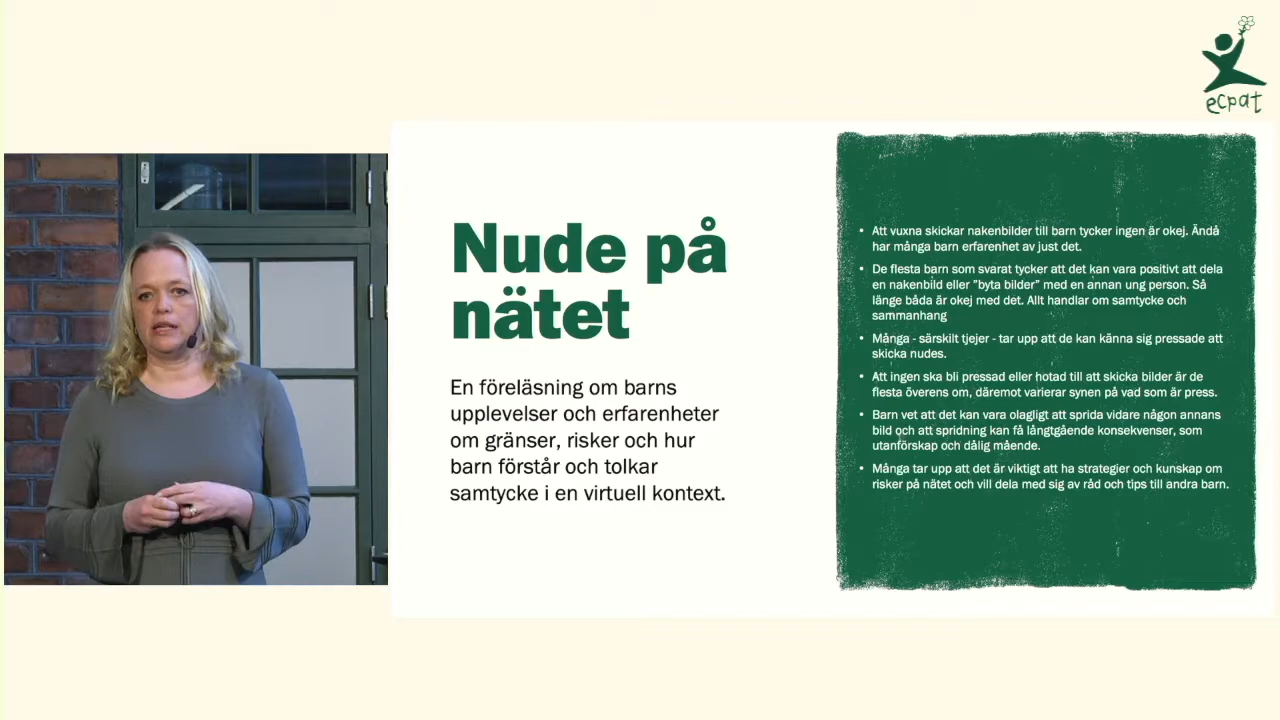 ecpat
Nude på
nätet
En föreläsning om barns
upplevelser och erfarenheter
om gränser, risker och hur
barn förstår och tolkar
samtycke i en virtuell kontext.
• Att vuxna skickar nakenbilder till barn tycker ingen är okej. Ändå
har många barn erfarenhet av just det.
• De flesta barn som svarat tycker att det kan vara positivt att dela
en nakenbild eller ”byta bilder” med en annan ung person. Så
länge båda är okej med det. Allt handlar om samtycke och
sammanhang
• Många - särskilt tjejer - tar upp att de kan känna sig pressade att
skicka nudes.
• Att ingen ska bli pressad eller hotad till att skicka bilder är de
flesta överens om, däremot varierar synen på vad som är press.
• Barn vet att det kan vara olagligt att sprida vidare någon annans
bild och att spridning kan få långtgående konsekvenser, som
utanförskap och dålig mående.
• Många tar upp att det är viktigt att ha strategier och kunskap om
risker på nätet och vill dela med sig av råd och tips till andra barn.